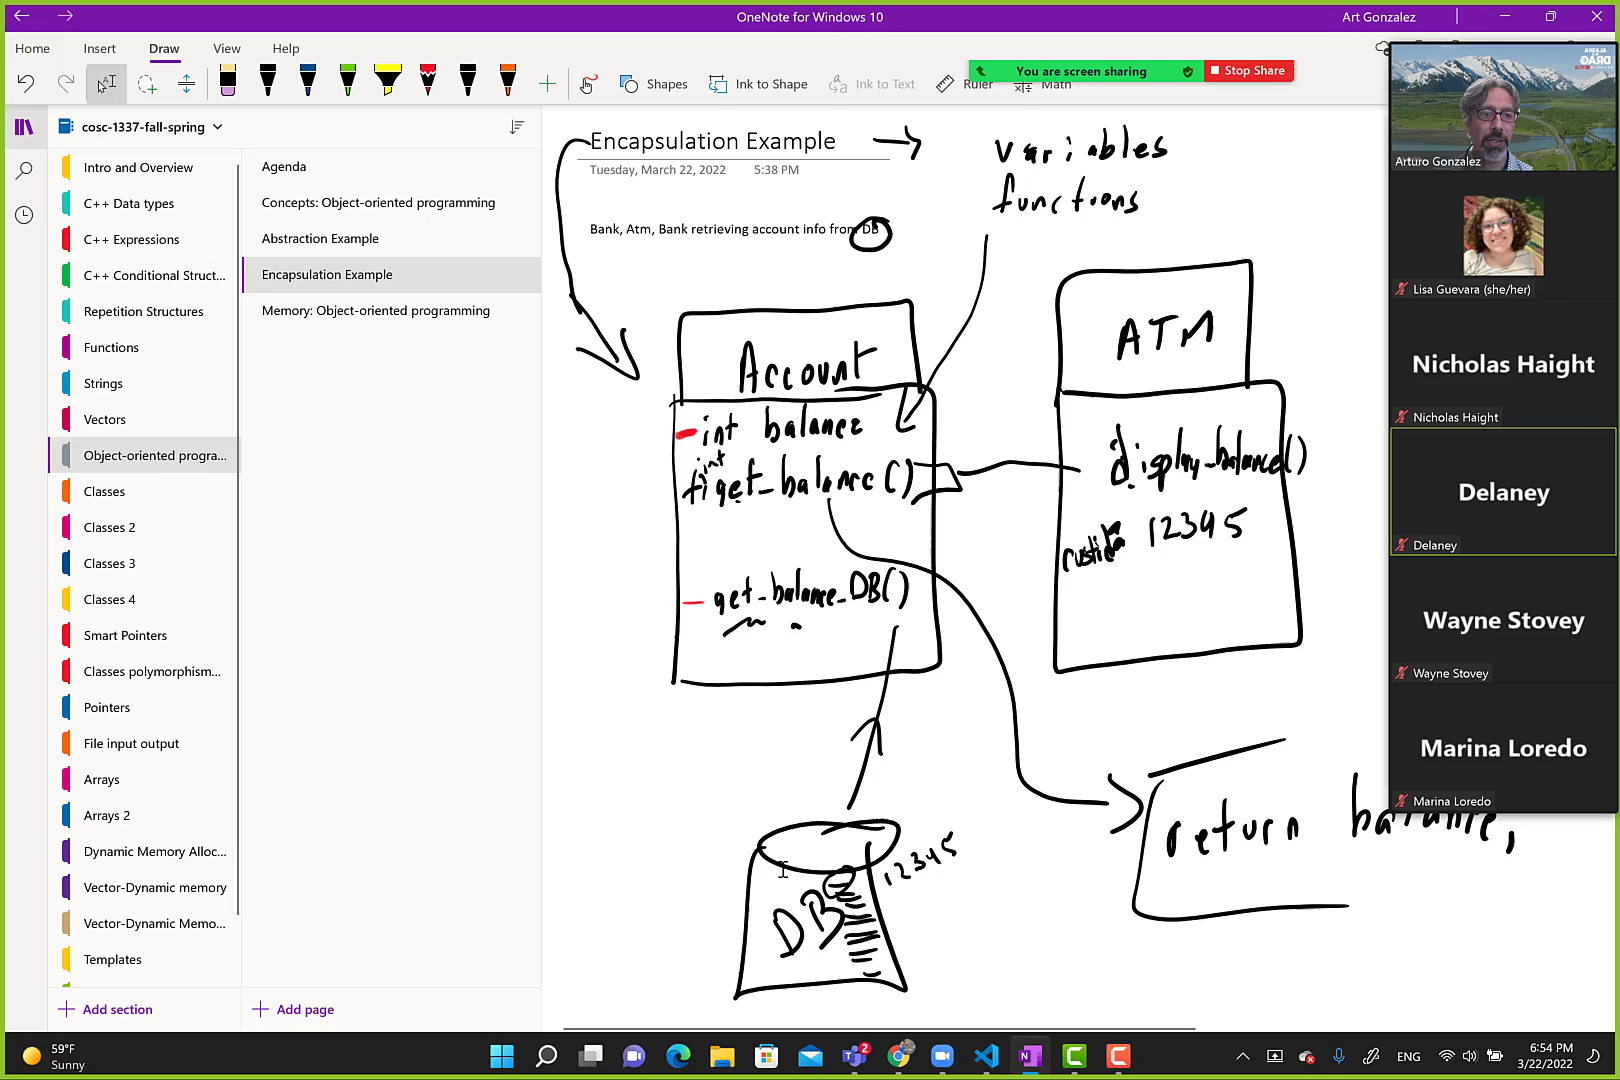 OneNote for Windows 10
Art Gonzalez
Home Insert Draw View Help
You are screen sharing Stop Share
Shapes Ink to Shape Ink to Text Ruler Math
cosc-1337-fall-spring
Intro and Overview
C++ Data types
C++ Expressions
C++ Conditional Struct...
Repetition Structures
Functions
Strings
Vectors
Object-oriented progra...
Classes
Classes 2
Classes 3
Classes 4
Smart Pointers
Classes polymorphism...
Pointers
File input output
Arrays
Arrays 2
Dynamic Memory Alloc...
Vector-Dynamic memory
Vector-Dynamic Memo...
Templates
Add section
Agenda
Concepts: Object-oriented programming
Abstraction Example
Encapsulation Example
Memory: Object-oriented programming
Add page
Encapsulation Example
Tuesday, March 22, 2022 5:38 PM
variables
functions
Bank, Atm, Bank retrieving account info from DB
Account
- int balance
int
get_balance()
- get_balance_DB()
ATM
display_balance()
12345
DB
12345
return balance;
Arturo Gonzalez
Lisa Guevara (she/her)
Nicholas Haight
Nicholas Haight
Delaney
Delaney
Wayne Stovey
Wayne Stovey
Marina Loredo
Marina Loredo
59°F
Sunny
2
ENG
6:54 PM
3/22/2022